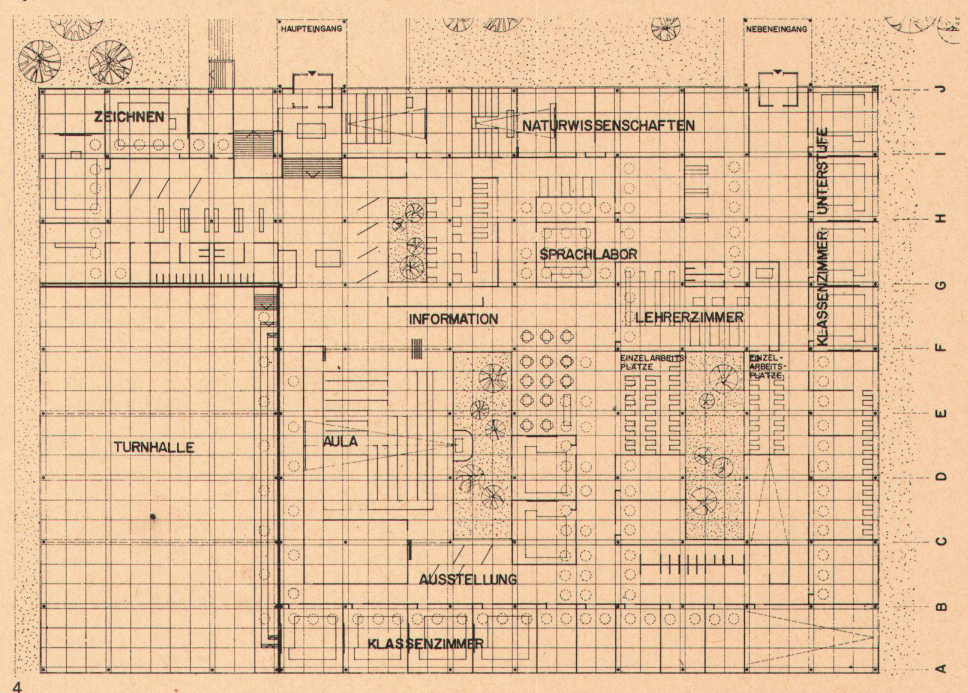 HAUPTEINGANG
NEBENEINGANG
J
ZEICHNEN
NATURWISSENSCHAFTEN
I
KLASSENZIMMER UNTERSTUFE
H
SPRACHLABOR
G
INFORMATION
LEHRERZIMMER
F
EINZELARBEITS
PLÄTZE
EINZEL-
ARBEITS-
PLÄTZE
E
TURNHALLE
AULA
D
C
AUSSTELLUNG
B
KLASSENZIMMER
A
4